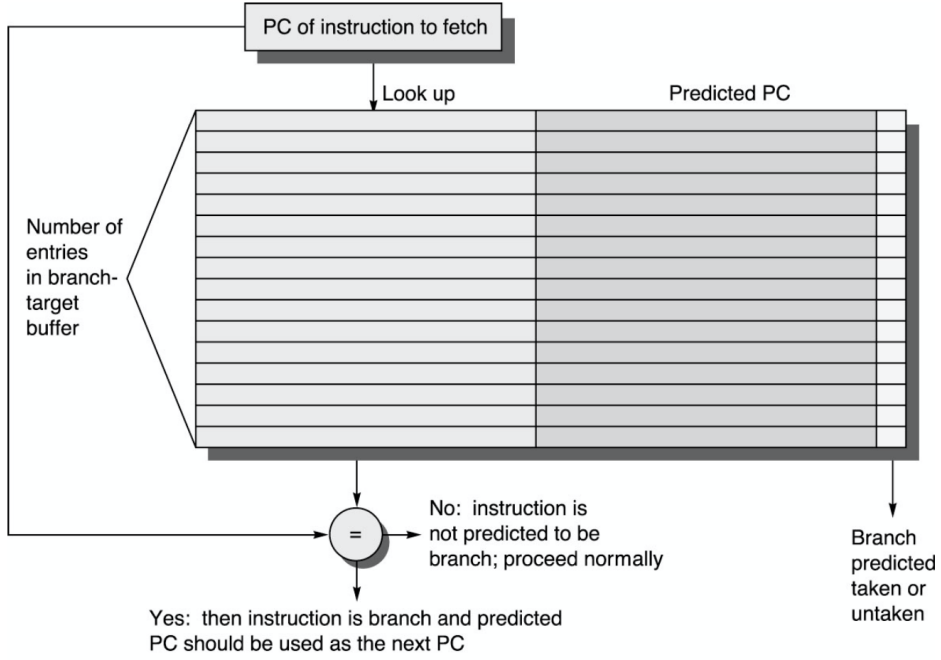 PC of instruction to fetch
Look up
Predicted PC
Number of
entries
in branch-
target
buffer
=
No: instruction is
not predicted to be
branch; proceed normally
Branch
predicted
taken or
untaken
Yes: then instruction is branch and predicted
PC should be used as the next PC